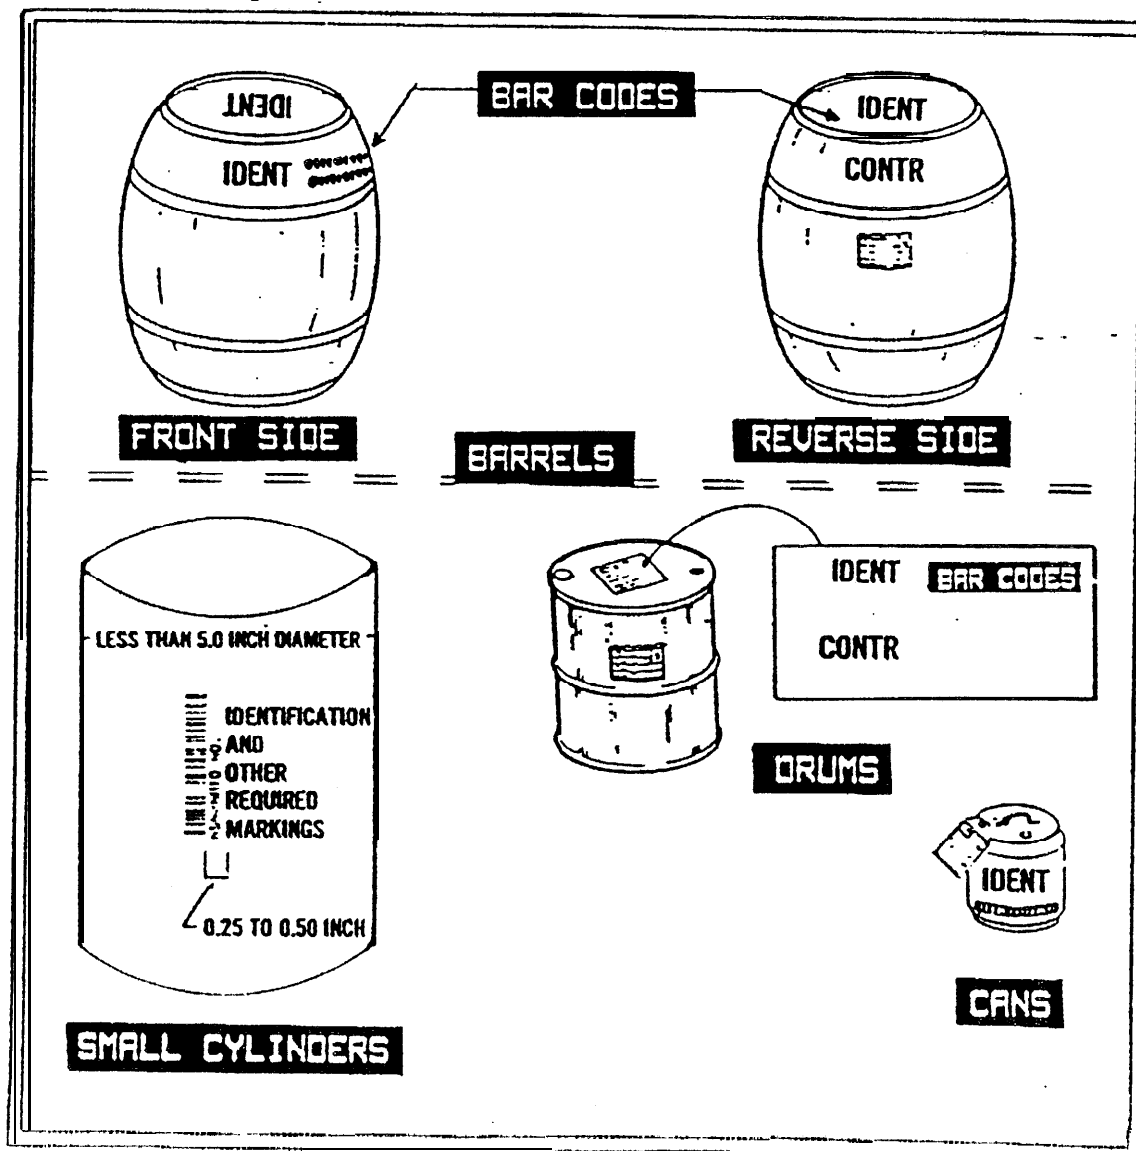 IDENT
IDENT
BAR CODES
IDENT
CONTR
FRONT SIDE
BARRELS
REVERSE SIDE
LESS THAN 5.0 INCH DIAMETER
IDENTIFICATION
AND
OTHER
REQUIRED
MARKINGS
0.25 TO 0.50 INCH
SMALL CYLINDERS
IDENT BAR CODES
CONTR
DRUMS
IDENT
CANS